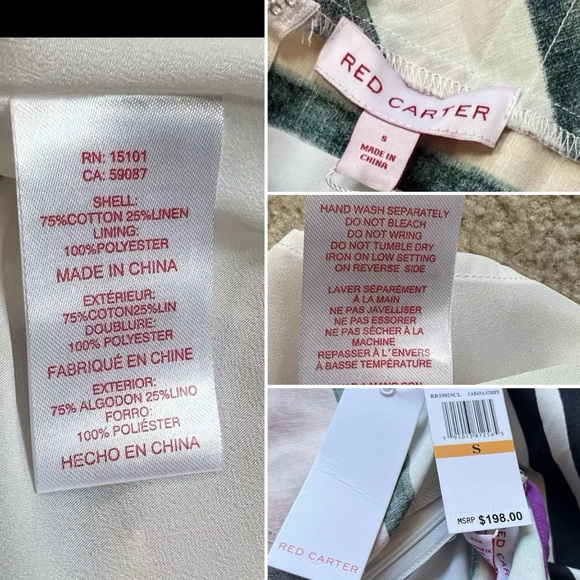 RN: 15101
CA: 59087
SHELL:
75%COTTON 25%LINEN
LINING:
100%POLYESTER
MADE IN CHINA
EXTÉRIEUR:
75%COTON25%LIN
DOUBLURE:
100% POLYESTER
FABRIQUÉ EN CHINE
EXTERIOR:
75% ALGODON 25%LINO
FORRO:
100% POLIÉSTER
HECHO EN CHINA
RED CARTER
S
MADE IN
CHINA
HAND WASH SEPARATELY
DO NOT BLEACH
DO NOT WRING
DO NOT TUMBLE DRY
IRON ON LOW SETTING
ON REVERSE SIDE
LAVER SÉPARÉMENT
À LA MAIN
NE PAS JAVELLISER
NE PAS ESSORER
NE PAS SÉCHER À LA
MACHINE
REPASSER À L'ENVERS
À BASSE TEMPÉRATURE
RED CARTER
CABANA STRIPE
S
MSRP $198.00